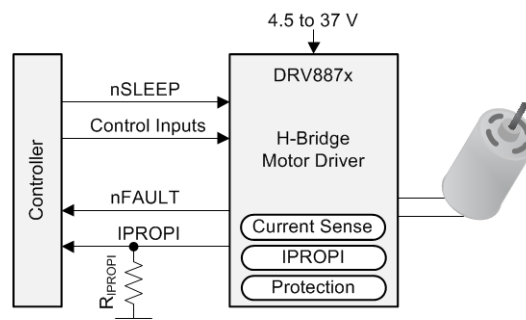 4.5 to 37 V
DRV887x
nSLEEP
Control Inputs
H-Bridge
Motor Driver
Controller
nFAULT
IPROPI
RIPROPI
Current Sense
IPROPI
Protection